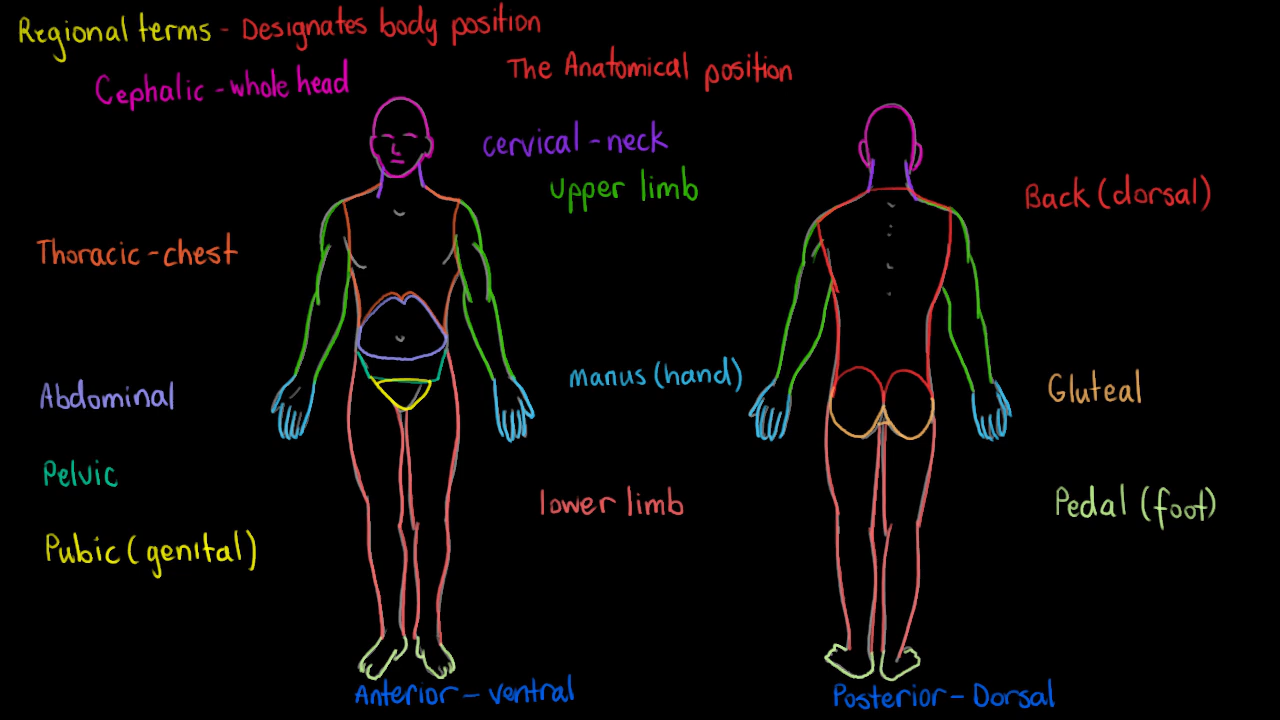 Regional terms - Designates body position
The Anatomical position
Cephalic - whole head
cervical - neck
upper limb
Back (dorsal)
Thoracic - chest
manus (hand)
Abdominal
Gluteal
Pelvic
lower limb
Pedal (foot)
Pubic (genital)
Anterior - ventral
Posterior - Dorsal